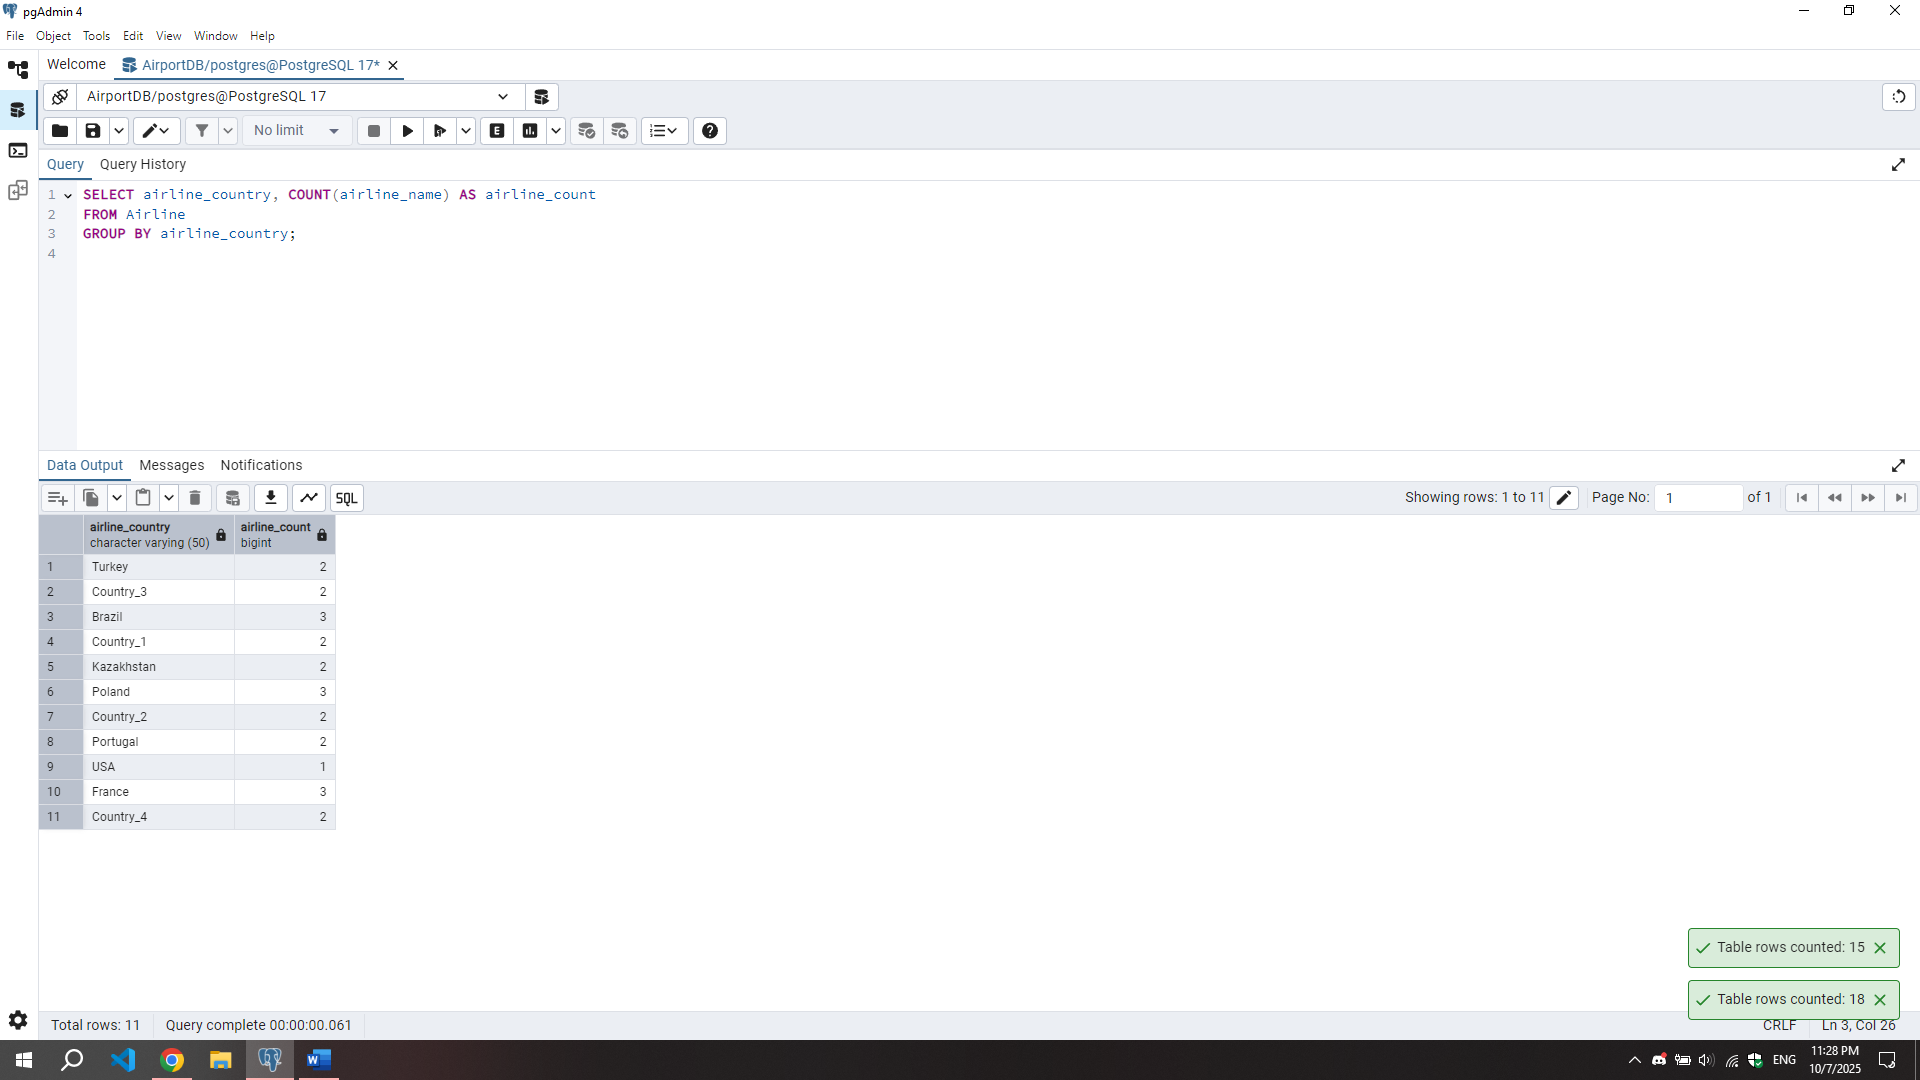 pgAdmin 4
File Object Tools Edit View Window Help
Welcome AirportDB/postgres@PostgreSQL 17*
AirportDB/postgres@PostgreSQL 17
No limit
E
Query Query History
1 SELECT airline_country, COUNT(airline_name) AS airline_count
2 FROM Airline
3 GROUP BY airline_country;
4
Data Output Messages Notifications
SQL Showing rows: 1 to 11 Page No: 1 of 1
airline_country airline_count
character varying (50) bigint
1 Turkey 2
2 Country_3 2
3 Brazil 3
4 Country_1 2
5 Kazakhstan 2
6 Poland 3
7 Country_2 2
8 Portugal 2
9 USA 1
10 France 3
11 Country_4 2
Table rows counted: 15
Table rows counted: 18
Total rows: 11 Query complete 00:00:00.061 CRLF Ln 3, Col 26
ENG 11:28 PM
10/7/2025